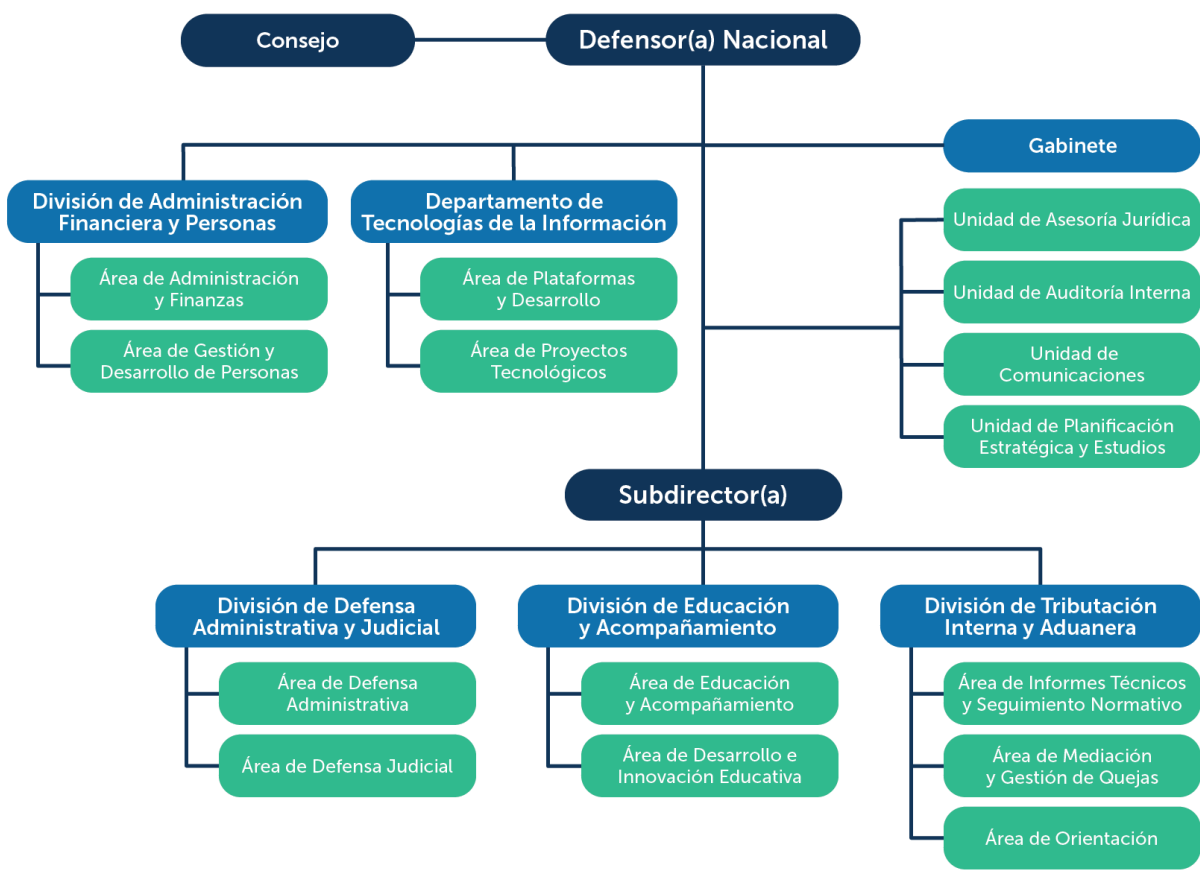 Consejo
Defensor(a) Nacional
Gabinete
División de Administración
Financiera y Personas
Área de Administración
y Finanzas
Área de Gestión y
Desarrollo de Personas
Departamento de
Tecnologías de la Información
Área de Plataformas
y Desarrollo
Área de Proyectos
Tecnológicos
Unidad de Asesoría Jurídica
Unidad de Auditoría Interna
Unidad de
Comunicaciones
Unidad de Planificación
Estratégica y Estudios
Subdirector(a)
División de Defensa
Administrativa y Judicial
Área de Defensa
Administrativa
Área de Defensa Judicial
División de Educación
y Acompañamiento
Área de Educación
y Acompañamiento
Área de Desarrollo e
Innovación Educativa
División de Tributación
Interna y Aduanera
Área de Informes Técnicos
y Seguimiento Normativo
Área de Mediación
y Gestión de Quejas
Área de Orientación